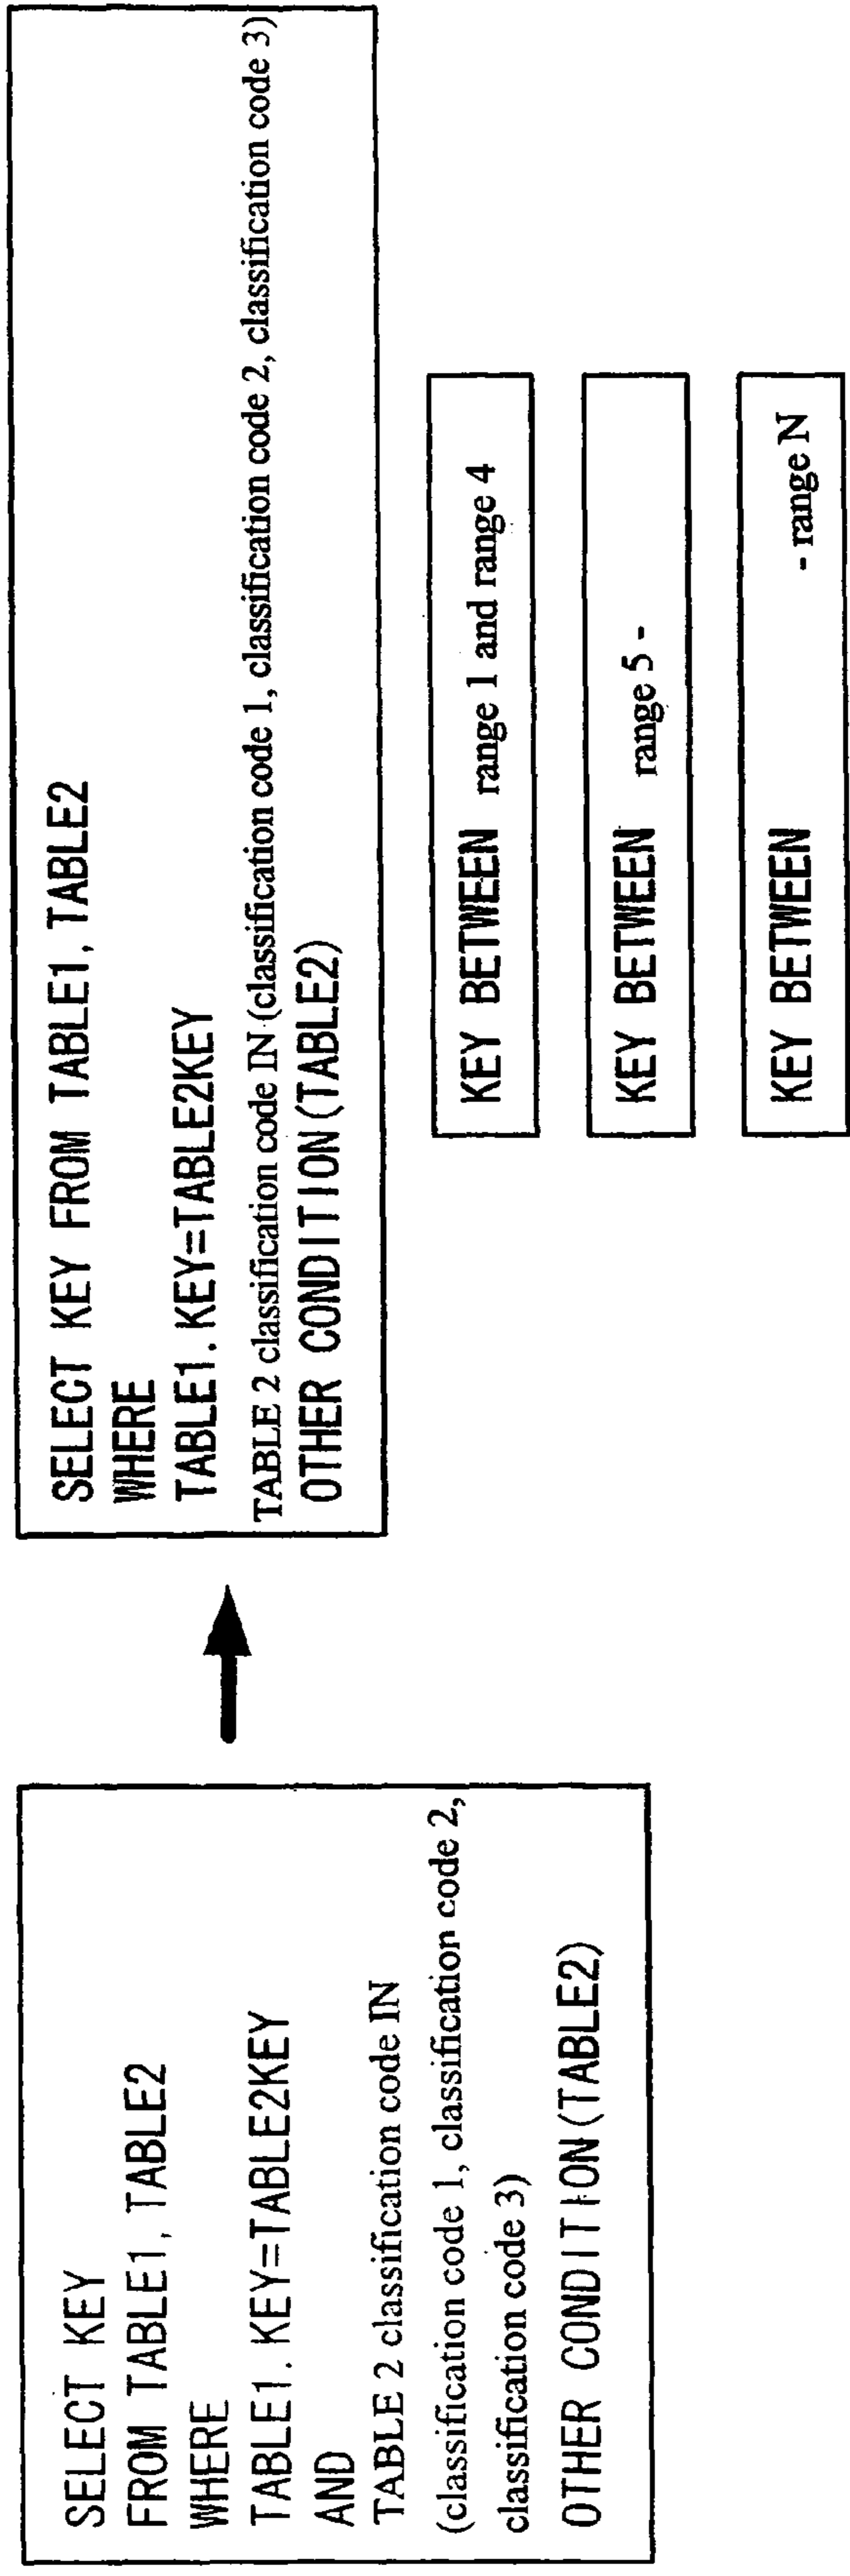 SELECT KEY
FROM TABLE1, TABLE2
WHERE
TABLE1. KEY=TABLE2KEY
AND
TABLE 2 classification code IN
(classification code 1, classification code 2,
classification code 3)
OTHER CONDITION(TABLE2)
SELECT KEY FROM TABLE1, TABLE2
WHERE
TABLE1. KEY=TABLE2KEY
TABLE 2 classification code IN (classification code 1, classification code 2, classification code 3)
OTHER CONDITION(TABLE2)
KEY BETWEEN range 1 and range 4
KEY BETWEEN range 5 -
KEY BETWEEN - range N